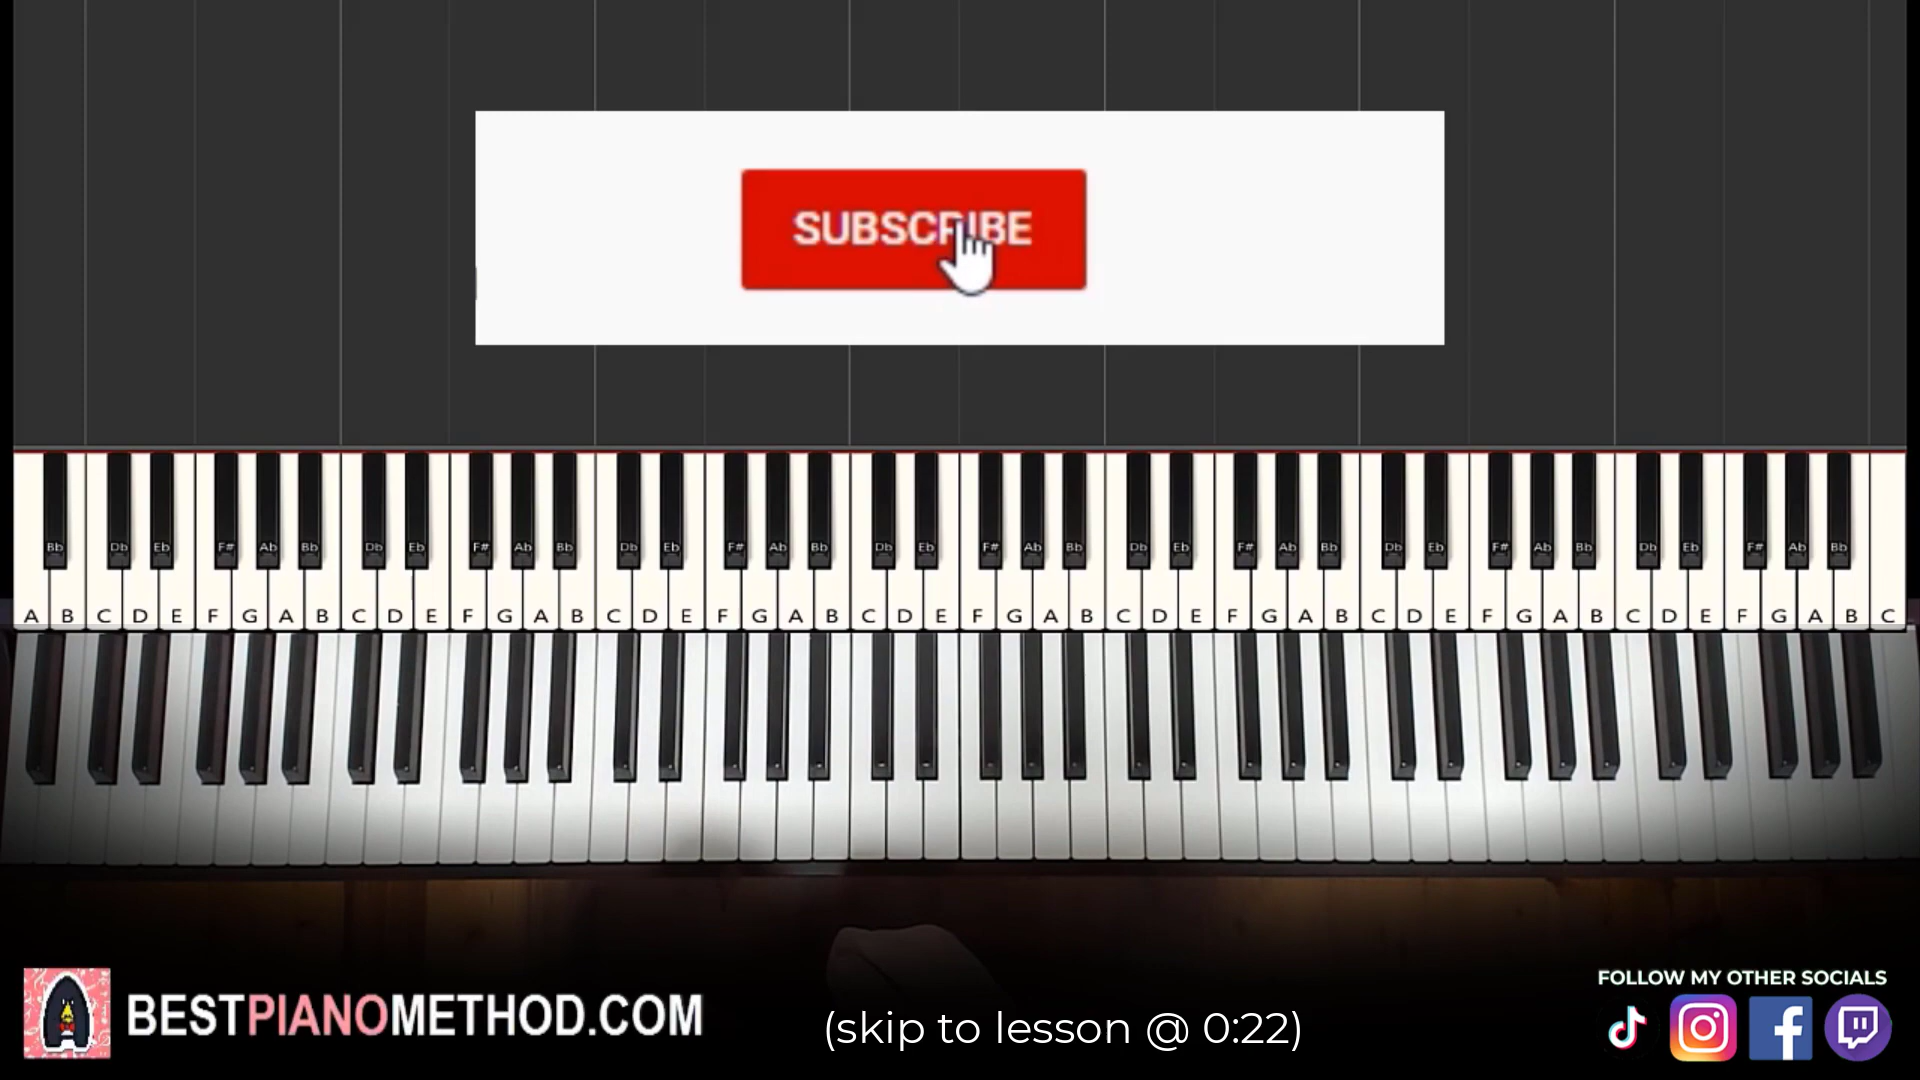 SUBSCRIBE
Bb Db Eb F# Ab Bb Db Eb F# Ab Bb Db Eb F# Ab Bb Db Eb F# Ab Bb Db Eb F# Ab Bb Db Eb F# Ab Bb Db Eb F# Ab Bb
A B C D E F G A B C D E F G A B C D E F G A B C D E F G A B C D E F G A B C D E F G A B C D E F G A B C
FOLLOW MY OTHER SOCIALS
BESTPIANOMETHOD.COM
(skip to lesson @ 0:22)